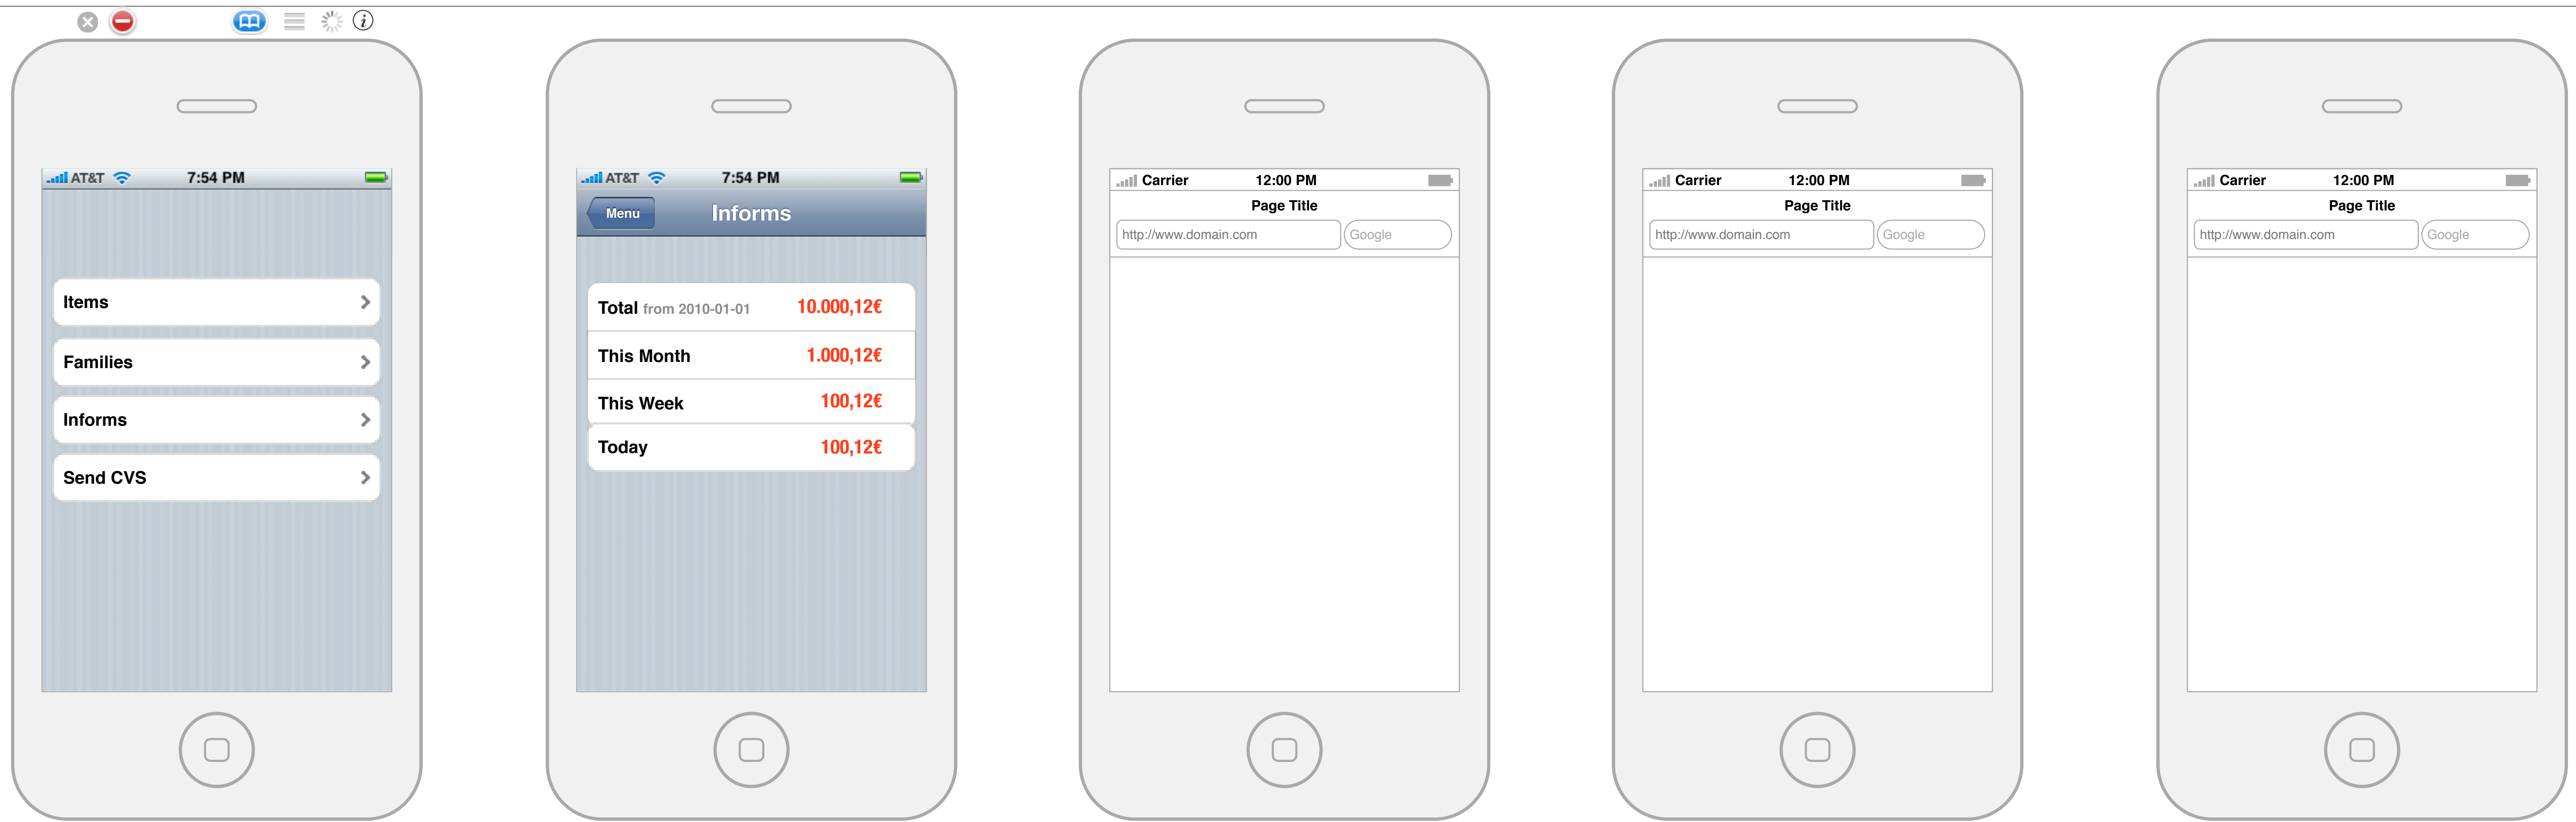 AT&T 7:54 PM
Items
Families
Informs
Send CVS
AT&T 7:54 PM
Menu Informs
Total from 2010-01-01 10.000,12€
This Month 1.000,12€
This Week 100,12€
Today 100,12€
Carrier 12:00 PM
Page Title
http://www.domain.com Google
Carrier 12:00 PM
Page Title
http://www.domain.com Google
Carrier 12:00 PM
Page Title
http://www.domain.com Google